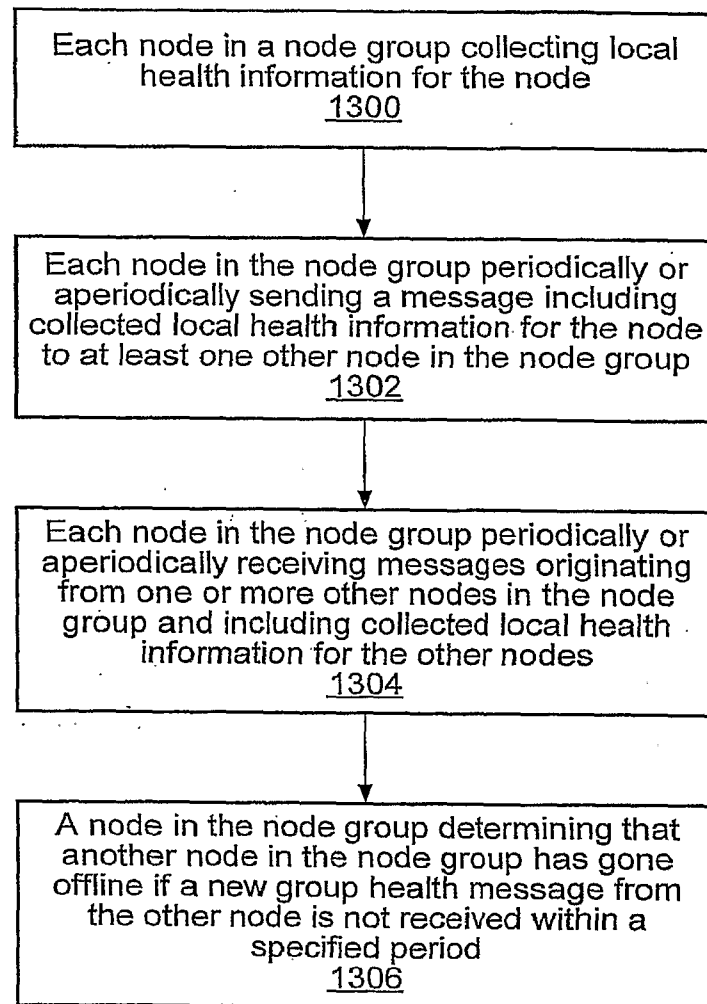 Each node in a node group collecting local
health information for the node
1300
Each node in the node group periodically or
aperiodically sending a message including
collected local health information for the node
to at least one other node in the node group
1302
Each node in the node group periodically or
aperiodically receiving messages originating
from one or more other nodes in the node
group and including collected local health
information for the other nodes
1304
A node in the node group determining that
another node in the node group has gone
offline if a new group health message from
the other node is not received within a
specified period
1306